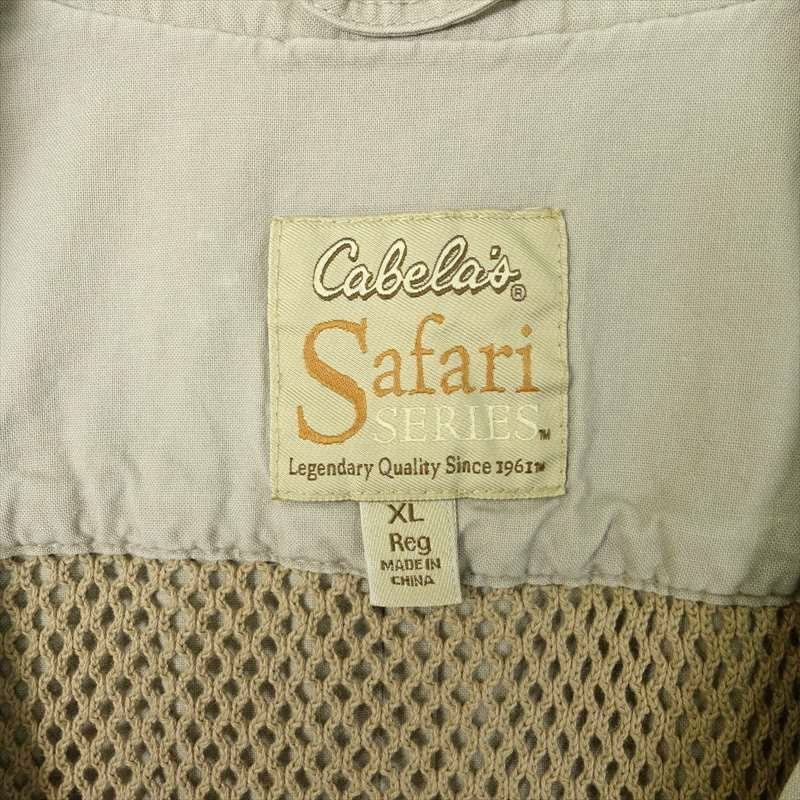 Cabela's®
Safari
SERIES™
Legendary Quality Since 1961™
XL
Reg
MADE IN
CHINA